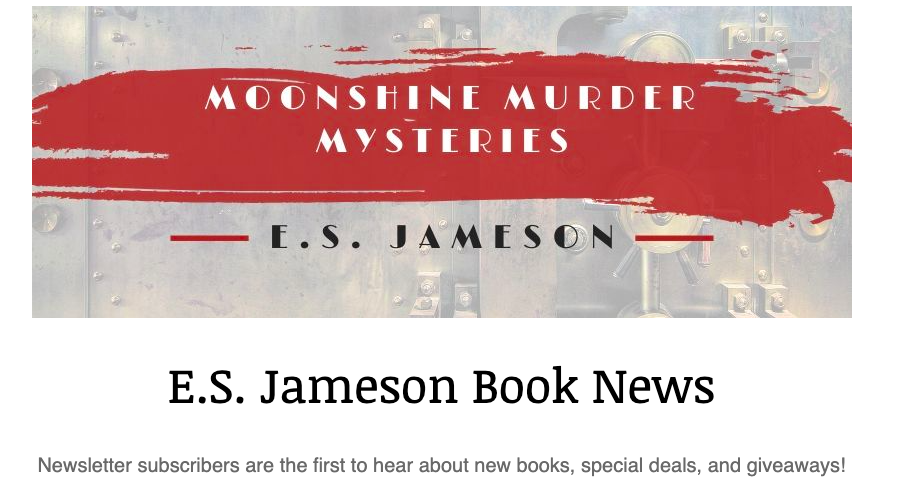 MOONSHINE MURDER
MYSTERIES
E.S. JAMESON
E.S. Jameson Book News
Newsletter subscribers are the first to hear about new books, special deals, and giveaways!